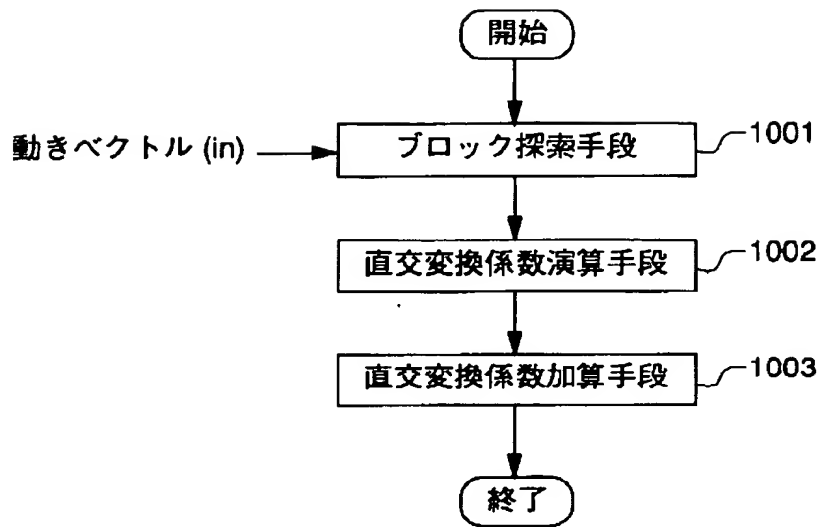 開始
動きベクトル (in)
ブロック探索手段
1001
直交変換係数演算手段
1002
直交変換係数加算手段
1003
終了